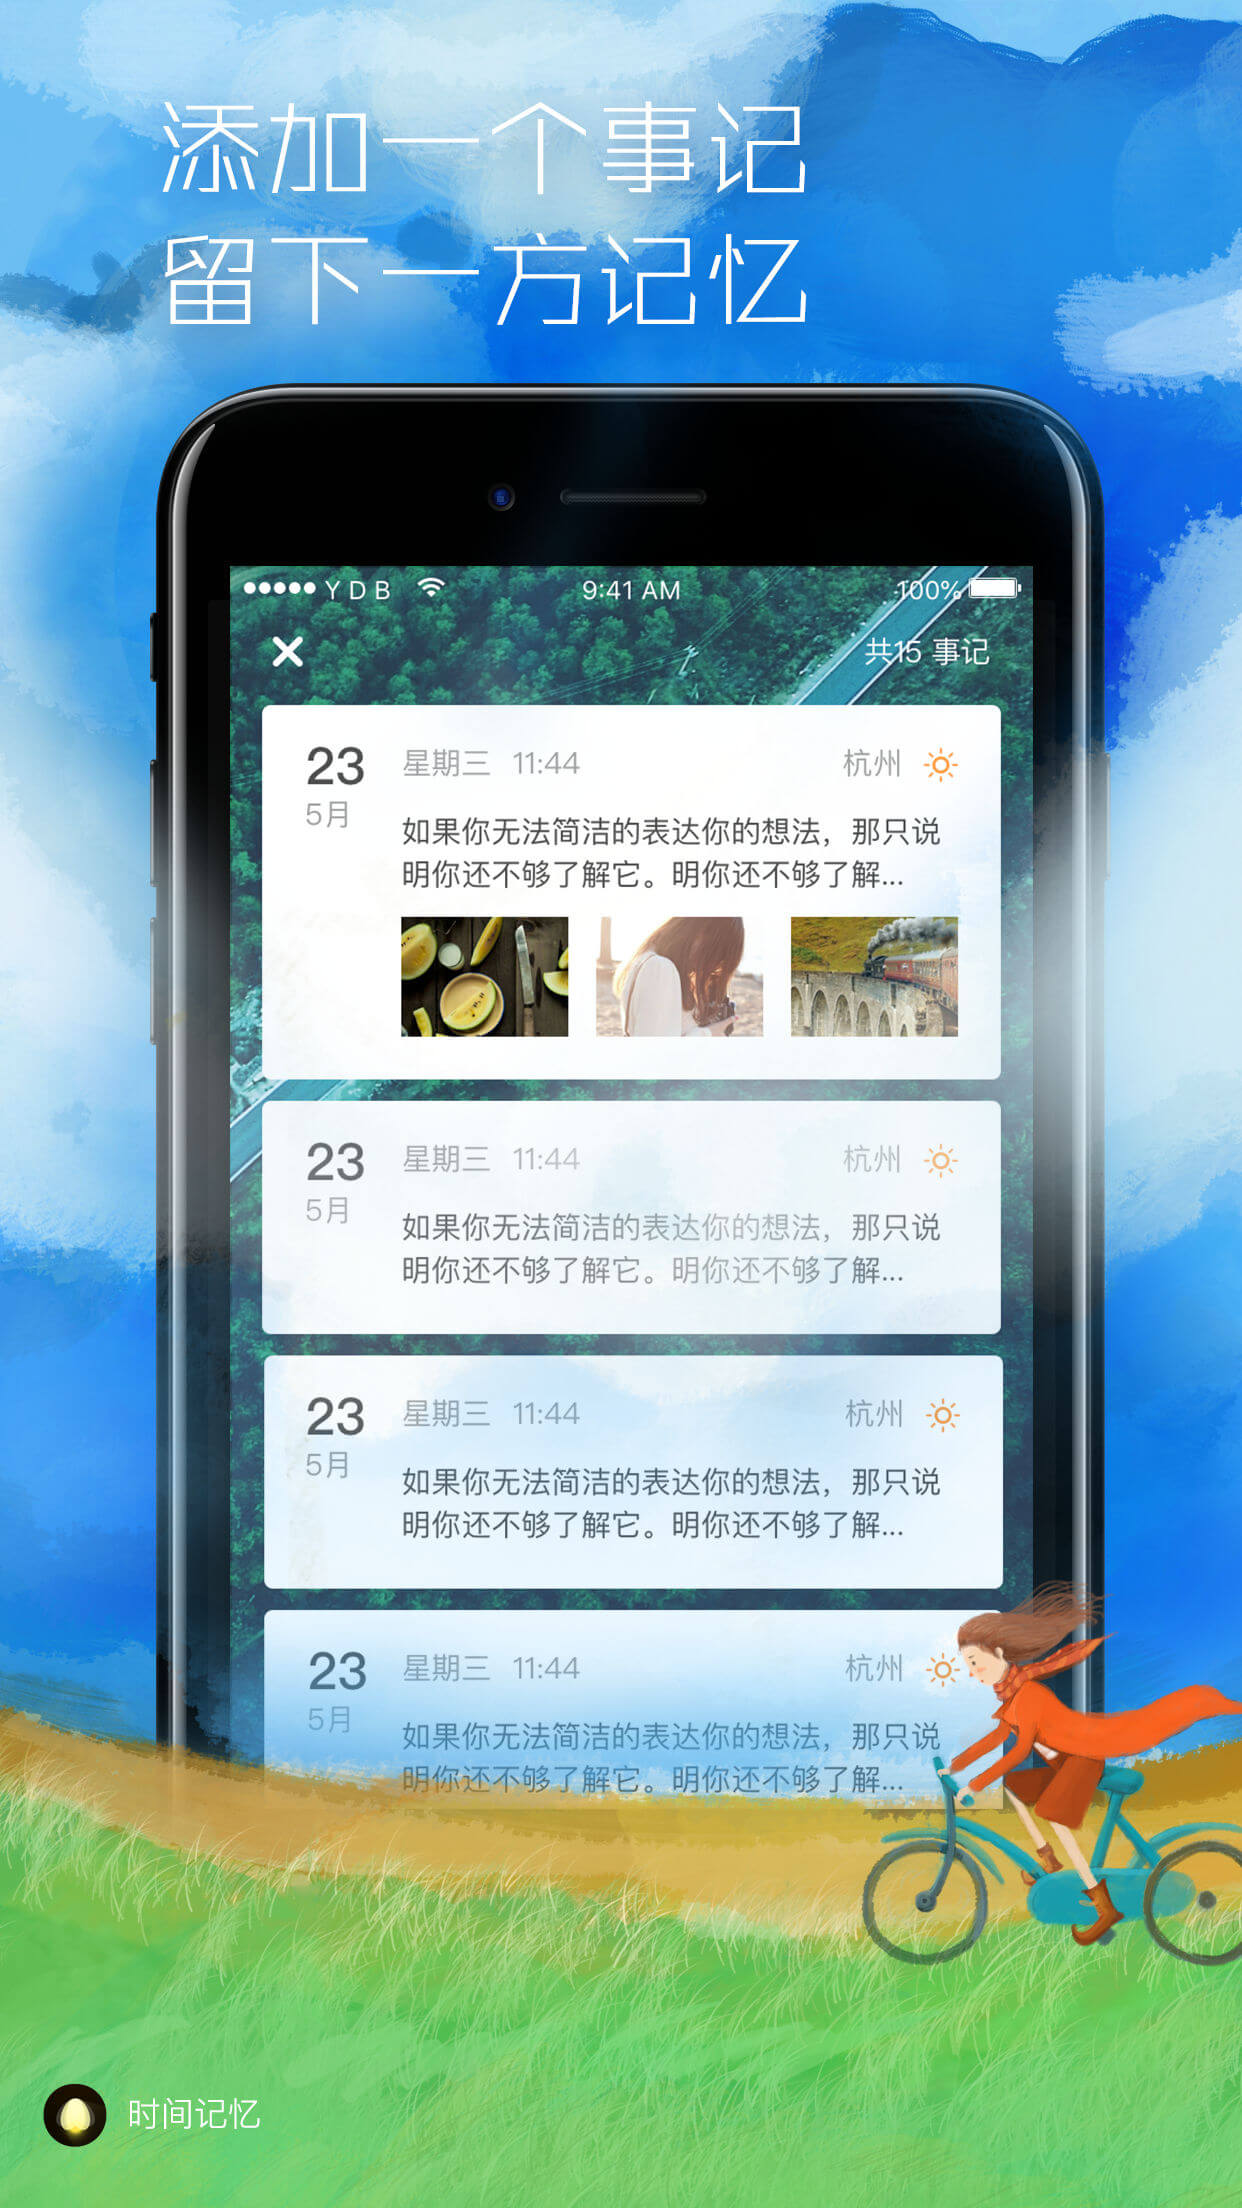 添加一个事记
留下一方记忆
YDB 9:41 AM 100%
共15 事记
23 星期三 11:44 杭州
5月
如果你无法简洁的表达你的想法，那只说
明你还不够了解它。明你还不够了解...
23 星期三 11:44 杭州
5月
如果你无法简洁的表达你的想法，那只说
明你还不够了解它。明你还不够了解...
23 星期三 11:44 杭州
5月
如果你无法简洁的表达你的想法，那只说
明你还不够了解它。明你还不够了解...
23 星期三 11:44 杭州
5月
如果你无法简洁的表达你的想法，那只说
明你还不够了解它。明你还不够了解...
时间记忆